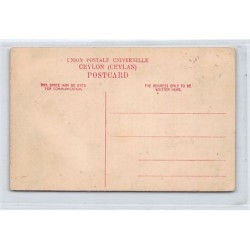 UNION POSTALE UNIVERSELLE
CEYLON (CEYLAN)
POSTCARD
THIS SPACE MAY BE USED
FOR COMMUNICATION.
THE ADDRESS ONLY TO BE
WRITTEN HERE.